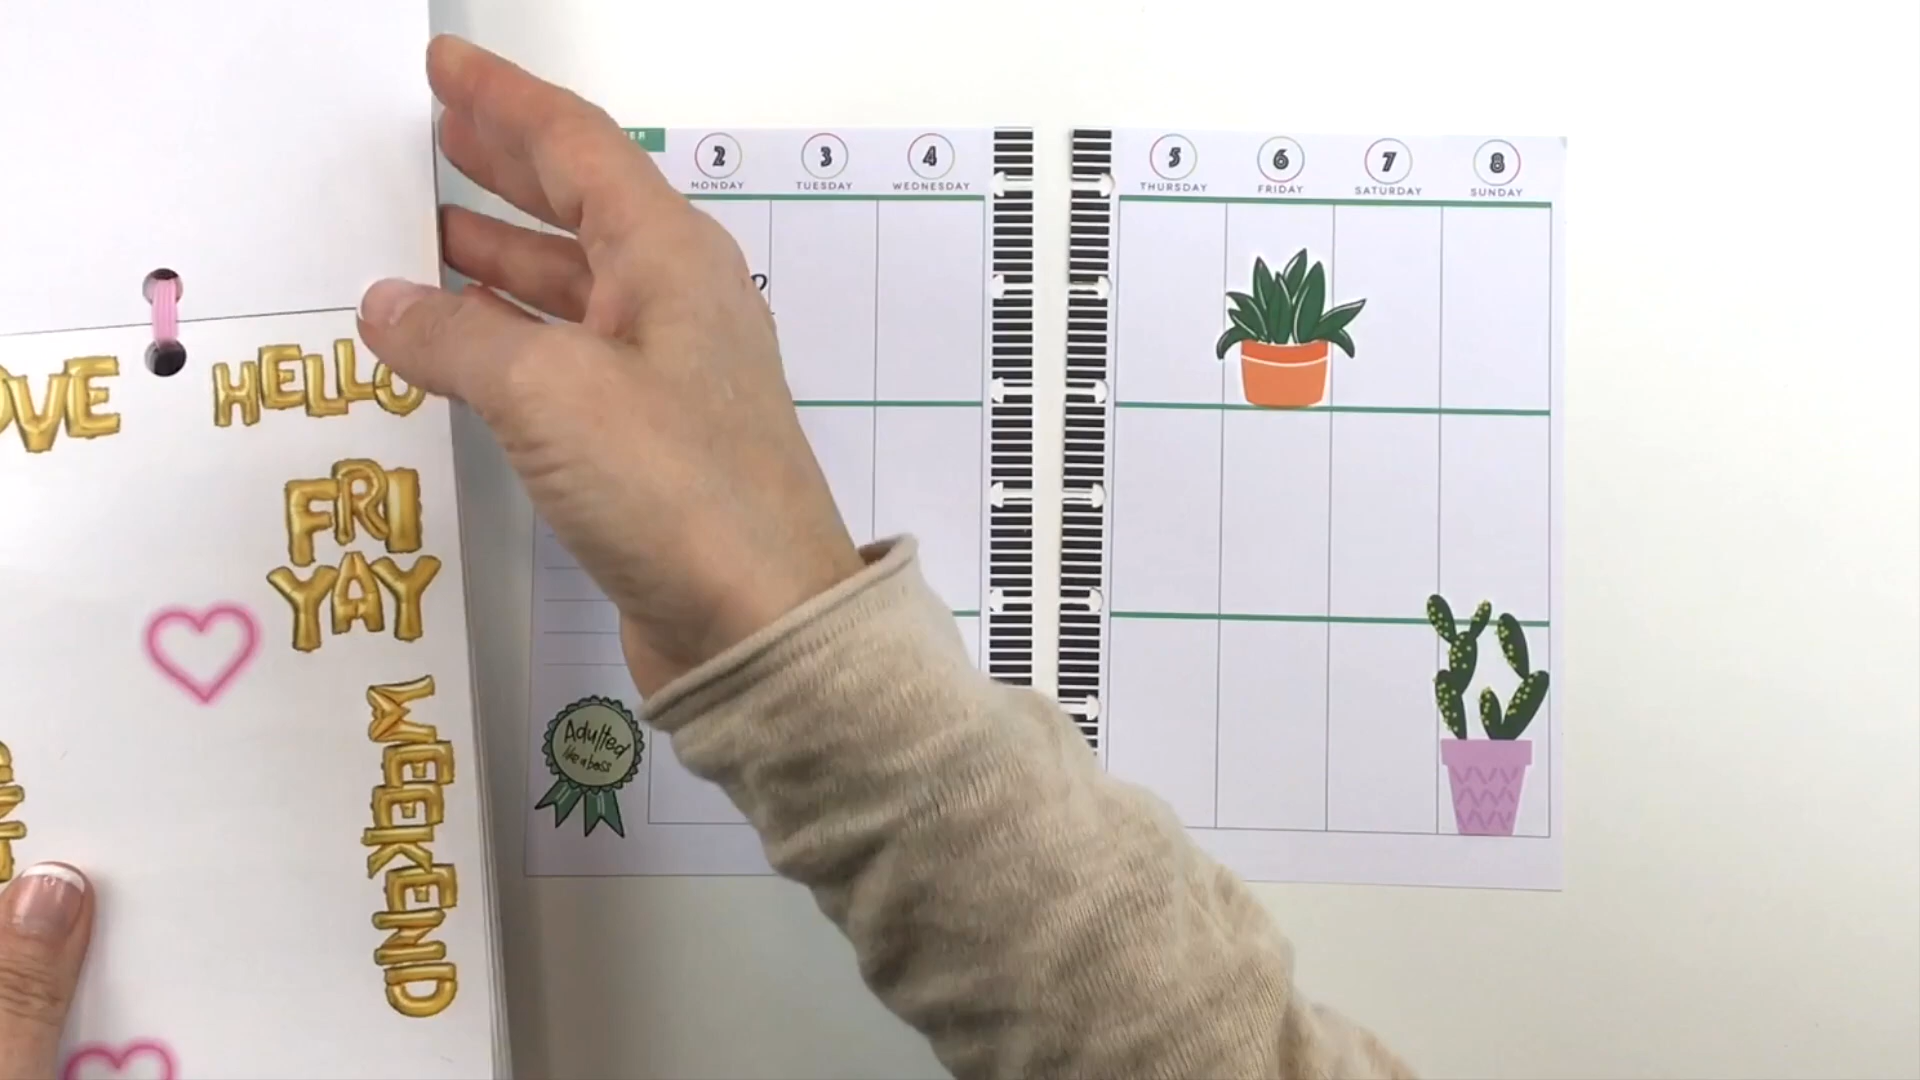 HELLO
FRI
YAY
WEEKEND
2 3 4
MONDAY TUESDAY WEDNESDAY
5 6 7 8
THURSDAY FRIDAY SATURDAY SUNDAY
Adulted
like a boss